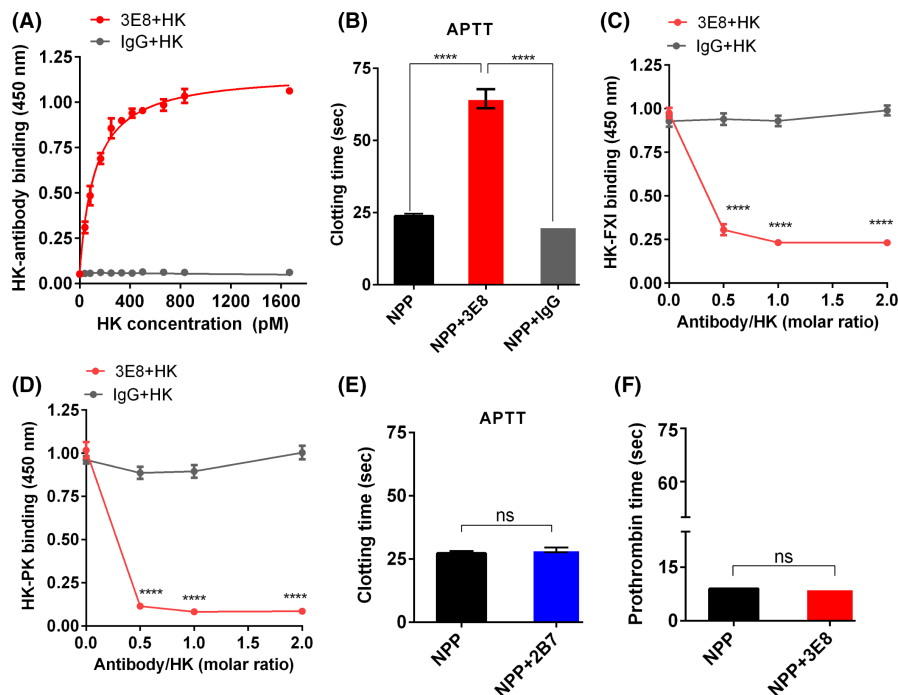 (A)
3E8+HK
IgG+HK
HK-antibody binding (450 nm)
1.25
1.00
0.75
0.50
0.25
0.00
0 400 800 1200 1600
HK concentration (pM)
(B)
APTT
Clotting time (sec)
75
50
25
0
**** ****
NPP
NPP+3E8
NPP+IgG
(C)
3E8+HK
IgG+HK
HK-FXI binding (450 nm)
1.25
1.00
0.75
0.50
0.25
0.00
**** **** ****
0.0 0.5 1.0 2.0
Antibody/HK (molar ratio)
(D)
3E8+HK
IgG+HK
HK-PK binding (450 nm)
1.25
1.00
0.75
0.50
0.25
0.00
**** **** ****
0.0 0.5 1.0 2.0
Antibody/HK (molar ratio)
(E)
APTT
Clotting time (sec)
75
50
25
0
ns
NPP
NPP+2B7
(F)
Prothrombin time (sec)
75
60
15
0
ns
NPP
NPP+3E8